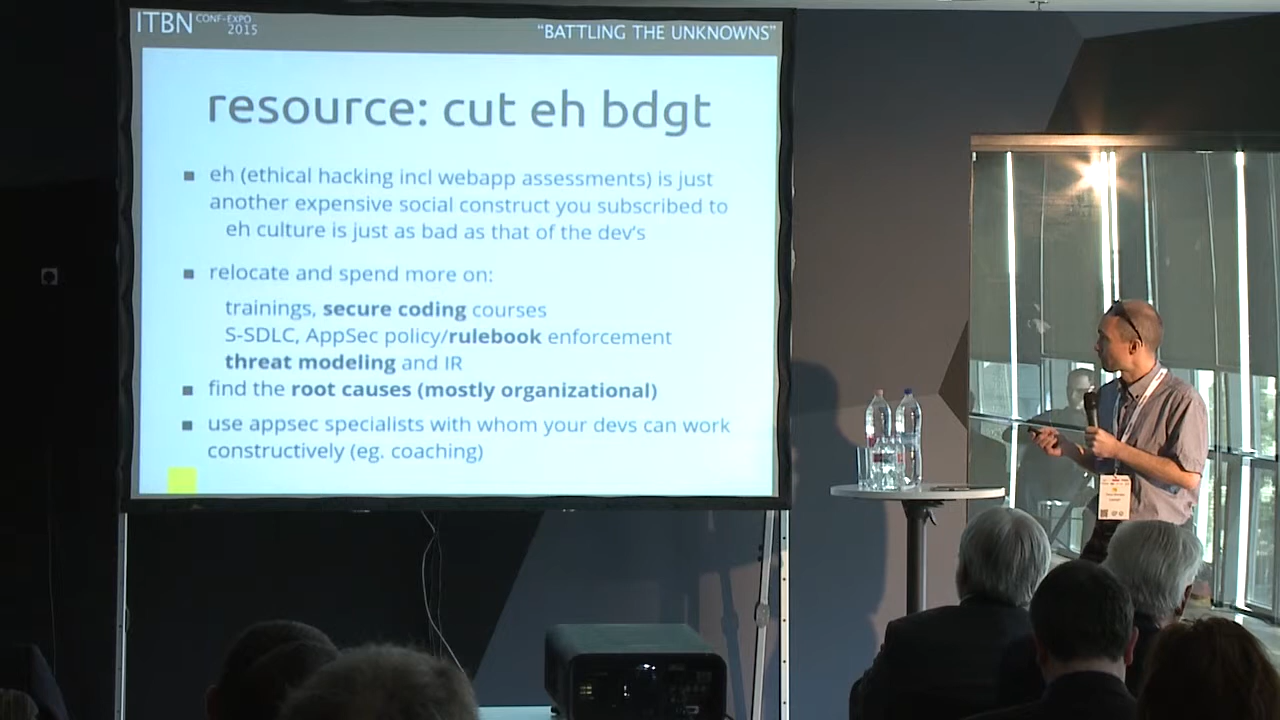 ITBN CONF-EXPO 2015
"BATTLING THE UNKNOWNS"
resource: cut eh bdgt
eh (ethical hacking incl webapp assessments) is just
another expensive social construct you subscribed to
eh culture is just as bad as that of the dev's
relocate and spend more on:
trainings, secure coding courses
S-SDLC, AppSec policy/rulebook enforcement
threat modeling and IR
find the root causes (mostly organizational)
use appsec specialists with whom your devs can work
constructively (eg. coaching)